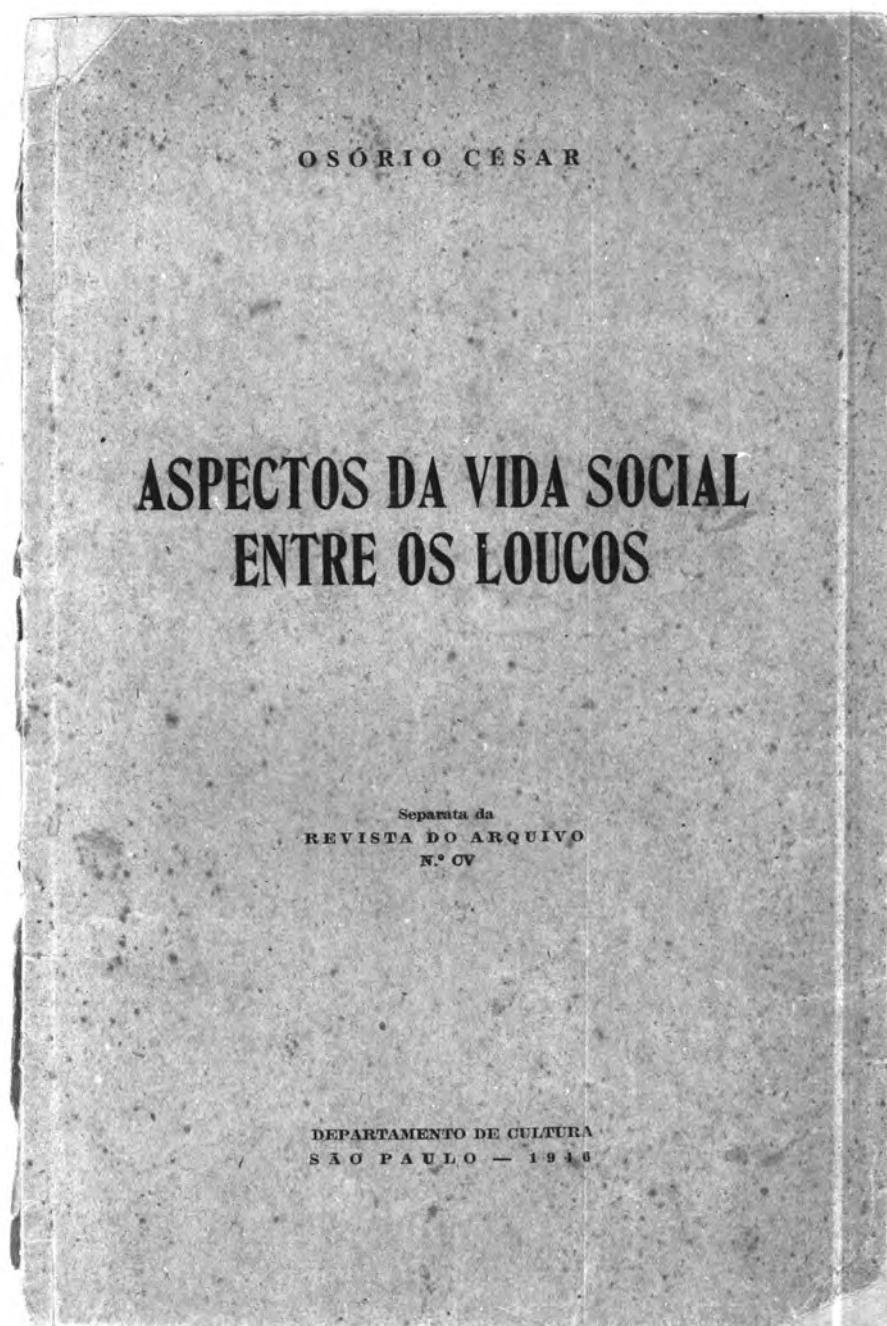 OSÓRIO CÉSAR
ASPECTOS DA VIDA SOCIAL
ENTRE OS LOUCOS
Separata da
REVISTA DO ARQUIVO
N.º CV
DEPARTAMENTO DE CULTURA
SÃO PAULO — 1946